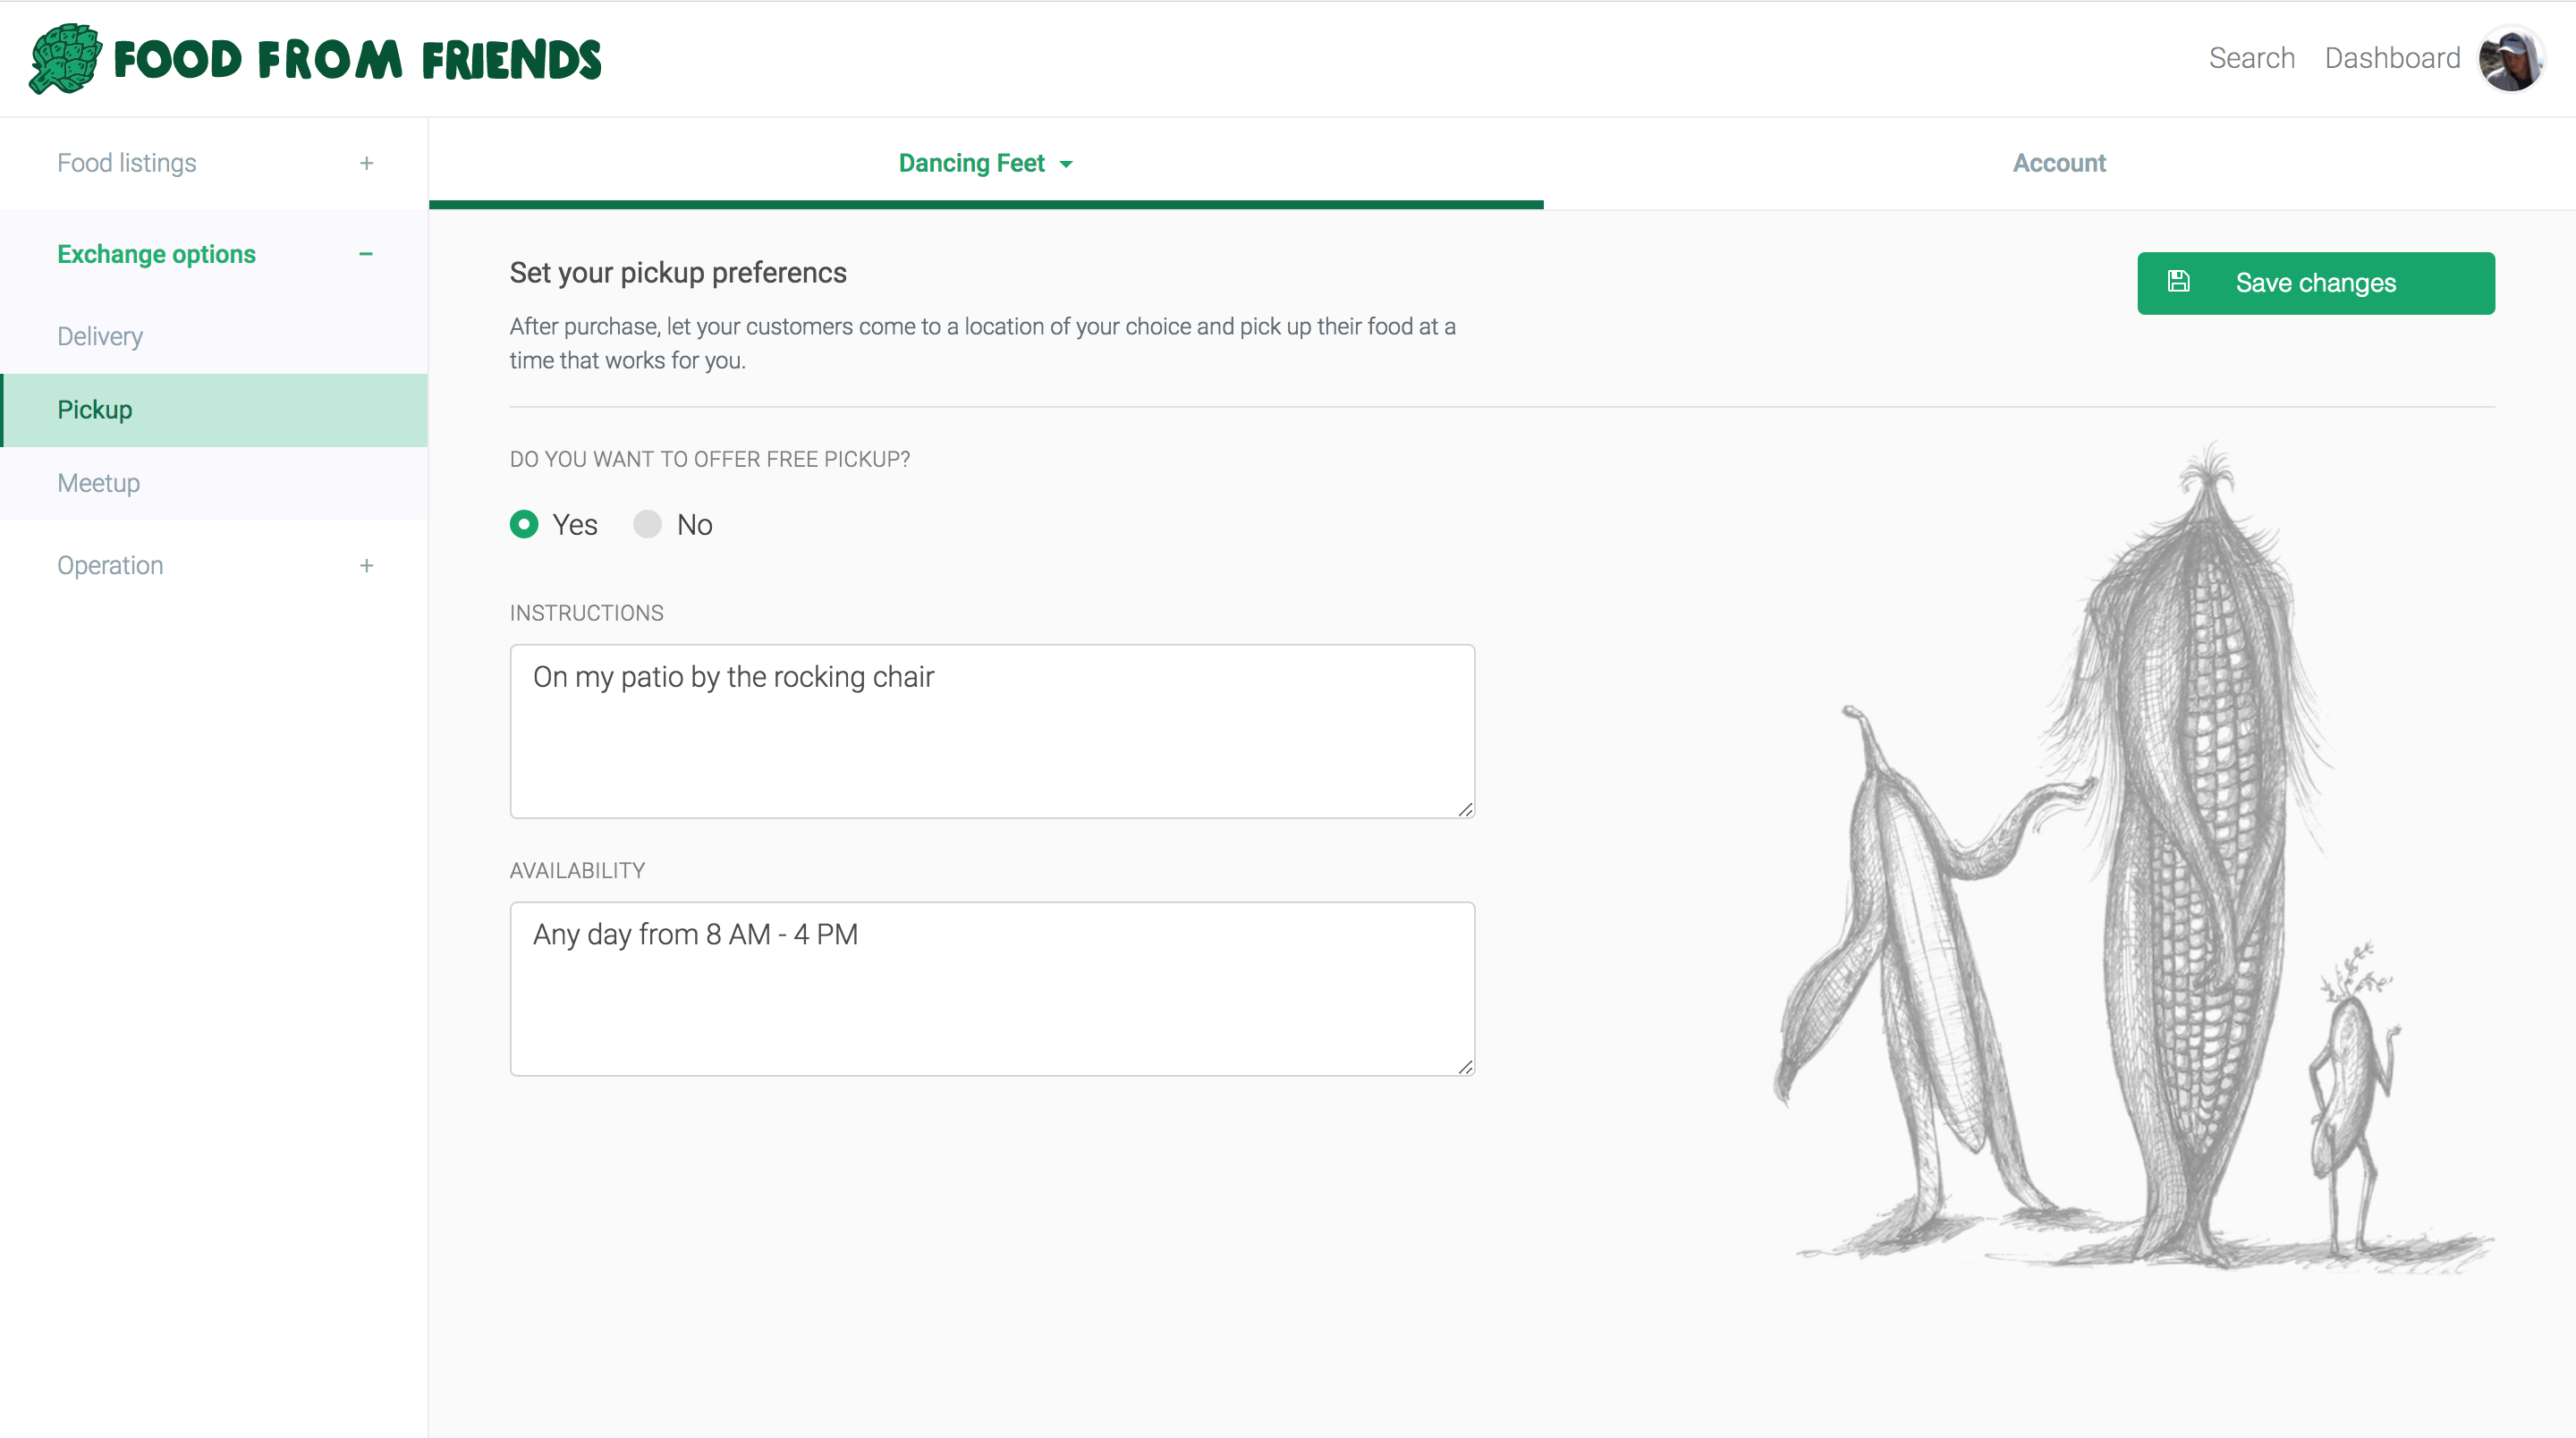 FOOD FROM FRIENDS
Search Dashboard
Food listings +
Exchange options −
Delivery
Pickup
Meetup
Operation +
Dancing Feet
Account
Set your pickup preferencs
Save changes
After purchase, let your customers come to a location of your choice and pick up their food at a
time that works for you.
DO YOU WANT TO OFFER FREE PICKUP?
Yes No
INSTRUCTIONS
On my patio by the rocking chair
AVAILABILITY
Any day from 8 AM - 4 PM